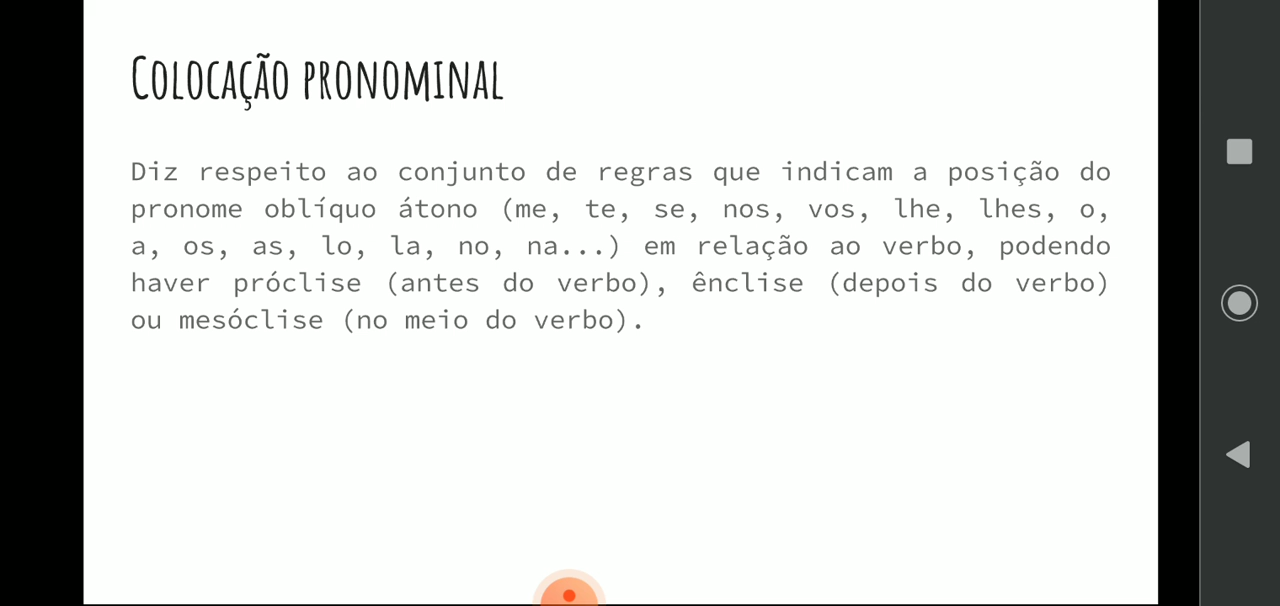 Colocação pronominal
Diz respeito ao conjunto de regras que indicam a posição do
pronome oblíquo átono (me, te, se, nos, vos, lhe, lhes, o,
a, os, as, lo, la, no, na...) em relação ao verbo, podendo
haver próclise (antes do verbo), ênclise (depois do verbo)
ou mesóclise (no meio do verbo).